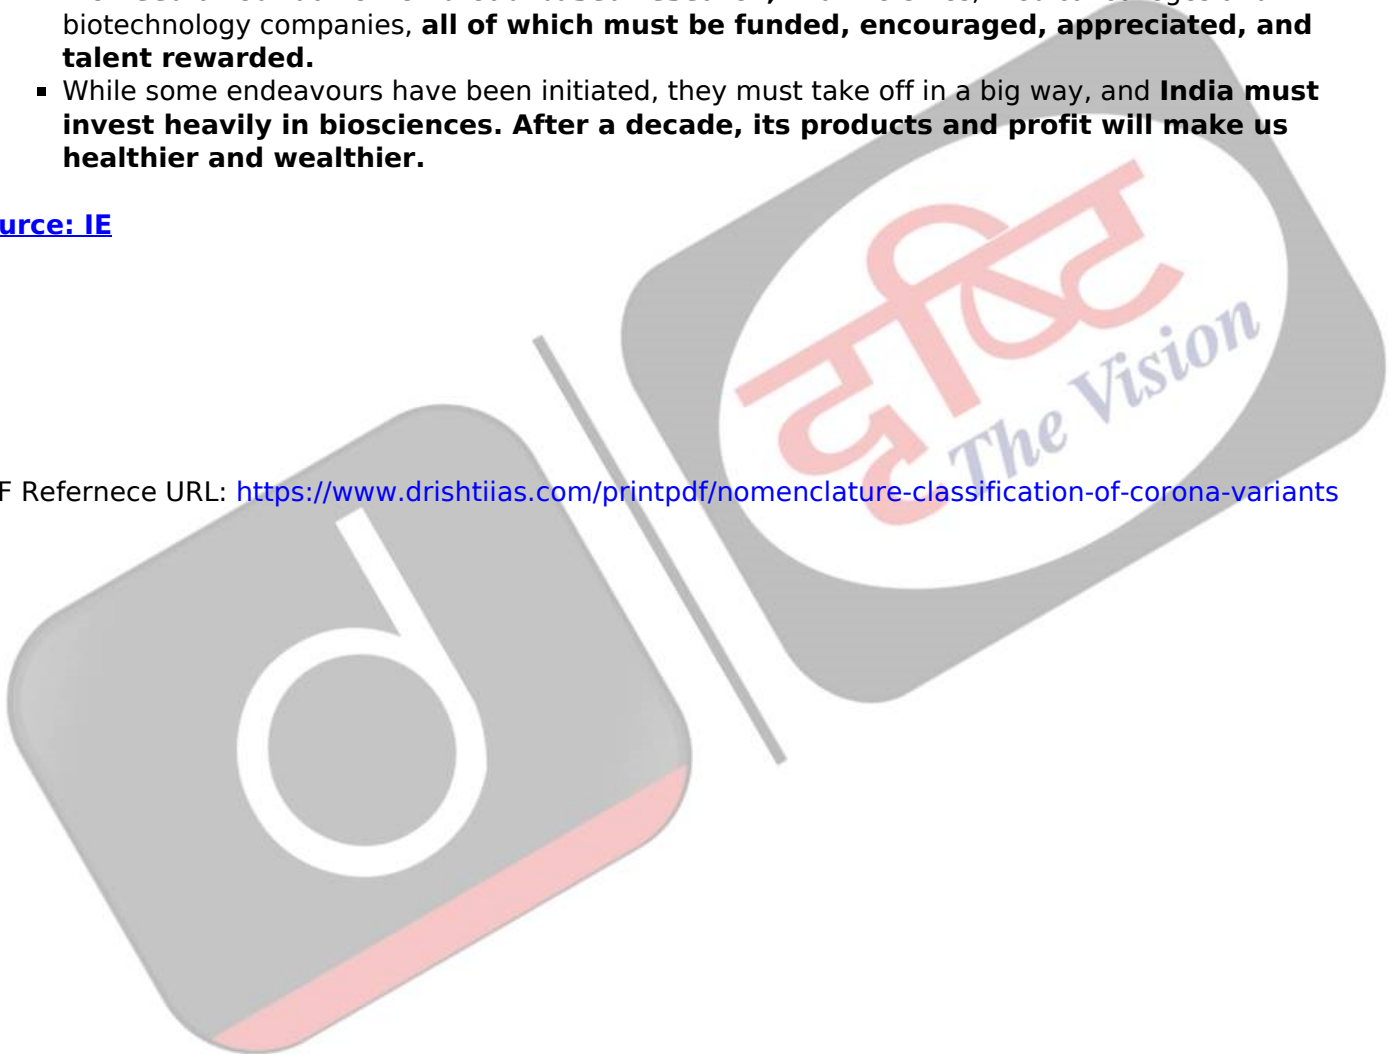 biotechnology companies, all of which must be funded, encouraged, appreciated, and
talent rewarded.
▪ While some endeavours have been initiated, they must take off in a big way, and India must
invest heavily in biosciences. After a decade, its products and profit will make us
healthier and wealthier.
urce: IE
दृष्टि
The Vision
F Refernece URL: https://www.drishtiias.com/printpdf/nomenclature-classification-of-corona-variants
d